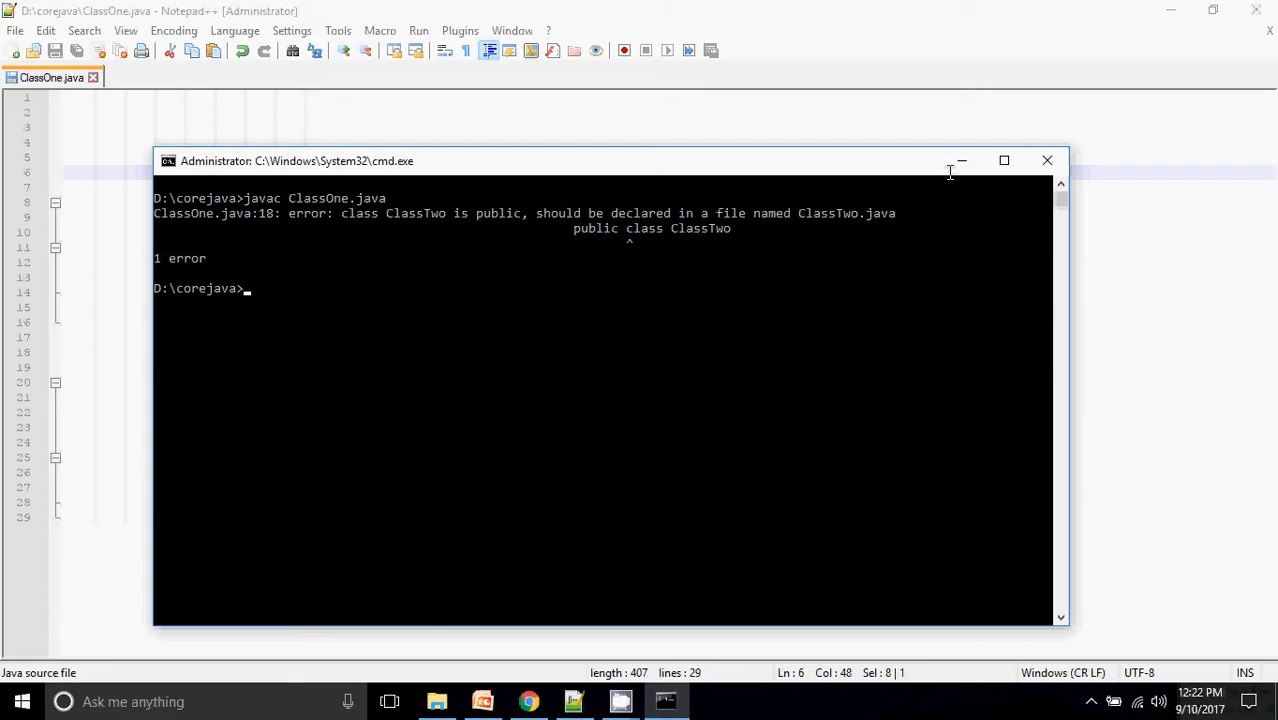 D:\corejava\ClassOne.java - Notepad++ [Administrator]
File Edit Search View Encoding Language Settings Tools Macro Run Plugins Window ? X
ClassOne.java
1
2
3
4
5
6
7
8
9
10
11
12
13
14
15
16
17
18
19
20
21
22
23
24
25
26
27
28
29
Administrator: C:\Windows\System32\cmd.exe
D:\corejava>javac ClassOne.java
ClassOne.java:18: error: class ClassTwo is public, should be declared in a file named ClassTwo.java
public class ClassTwo
^
1 error
D:\corejava>
Java source file length : 407 lines : 29 Ln : 6 Col : 48 Sel : 8 | 1 Windows (CR LF) UTF-8 INS
Ask me anything
12:22 PM
9/10/2017